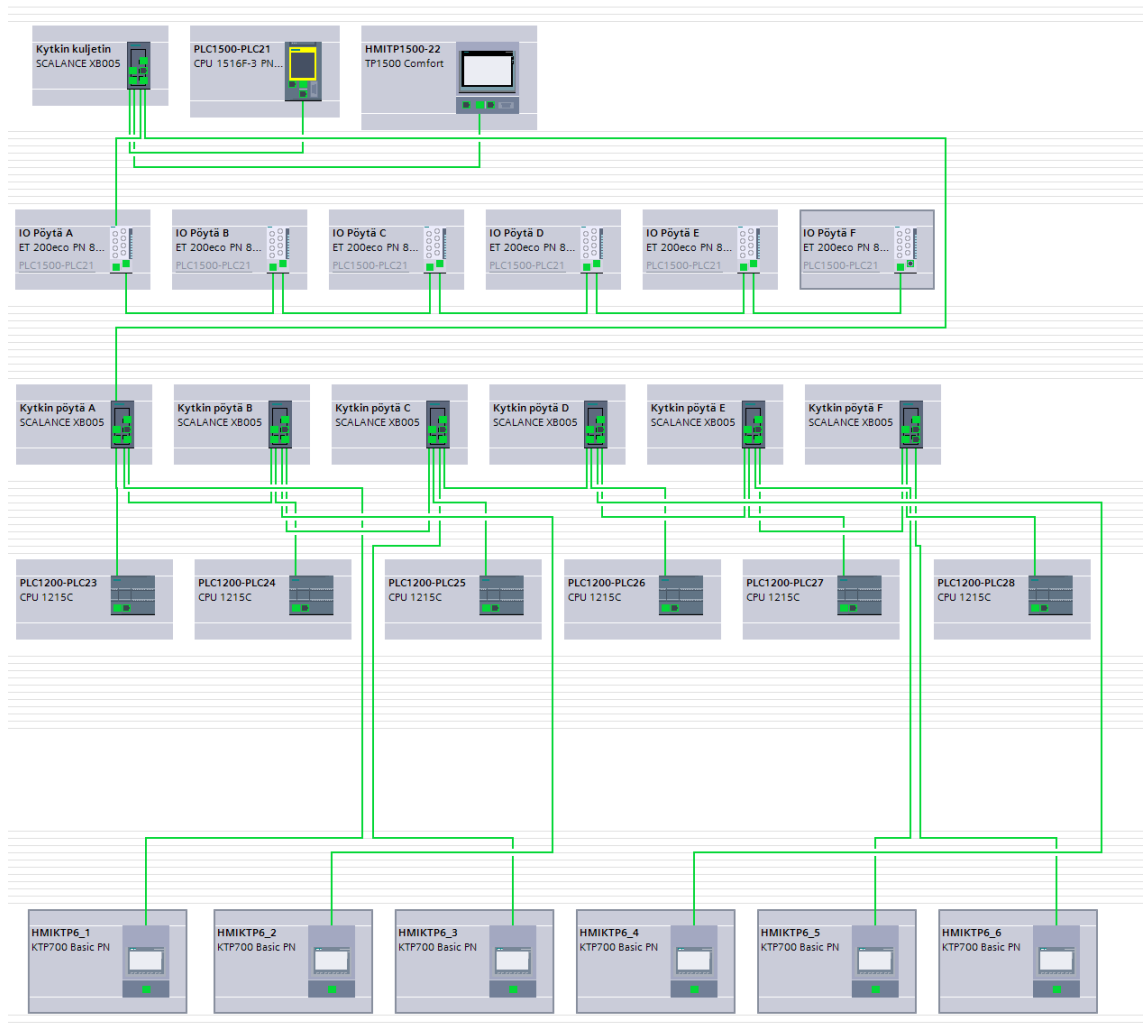 Kytkin kuljetin
SCALANCE XB005
PLC1500-PLC21
CPU 1516F-3 PN...
HMITP1500-22
TP1500 Comfort
IO Pöytä A
ET 200eco PN 8...
PLC1500-PLC21
IO Pöytä B
ET 200eco PN 8...
PLC1500-PLC21
IO Pöytä C
ET 200eco PN 8...
PLC1500-PLC21
IO Pöytä D
ET 200eco PN 8...
PLC1500-PLC21
IO Pöytä E
ET 200eco PN 8...
PLC1500-PLC21
IO Pöytä F
ET 200eco PN 8...
PLC1500-PLC21
Kytkin pöytä A
SCALANCE XB005
Kytkin pöytä B
SCALANCE XB005
Kytkin pöytä C
SCALANCE XB005
Kytkin pöytä D
SCALANCE XB005
Kytkin pöytä E
SCALANCE XB005
Kytkin pöytä F
SCALANCE XB005
PLC1200-PLC23
CPU 1215C
PLC1200-PLC24
CPU 1215C
PLC1200-PLC25
CPU 1215C
PLC1200-PLC26
CPU 1215C
PLC1200-PLC27
CPU 1215C
PLC1200-PLC28
CPU 1215C
HMIKTP6_1
KTP700 Basic PN
HMIKTP6_2
KTP700 Basic PN
HMIKTP6_3
KTP700 Basic PN
HMIKTP6_4
KTP700 Basic PN
HMIKTP6_5
KTP700 Basic PN
HMIKTP6_6
KTP700 Basic PN